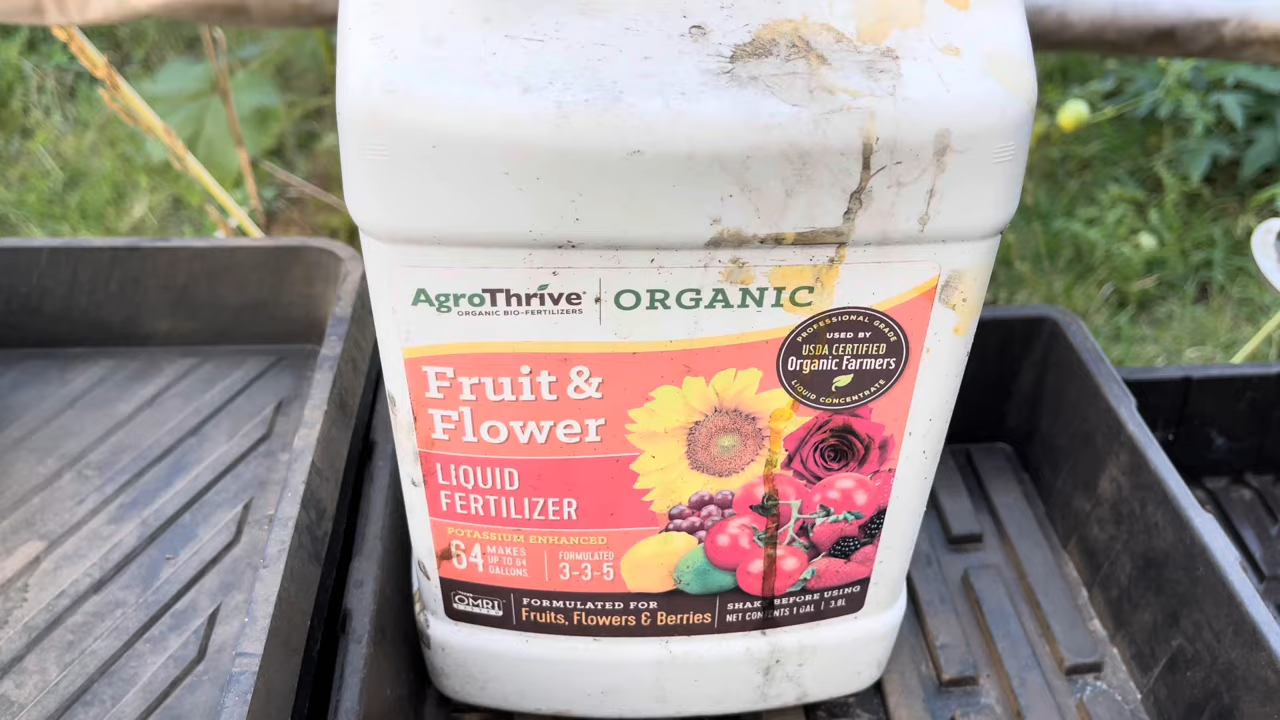 AgroThrive
ORGANIC BIO-FERTILIZERS
ORGANIC
PROFESSIONAL GRADE
USED BY
USDA CERTIFIED
Organic Farmers
LIQUID CONCENTRATE
Fruit &
Flower
LIQUID
FERTILIZER
POTASSIUM ENHANCED
64 MAKES
UP TO 64
GALLONS
FORMULATED
3-3-5
OMRI
LISTED
FORMULATED FOR
Fruits, Flowers & Berries
SHAKE BEFORE USING
NET CONTENTS 1 GAL | 3.8L